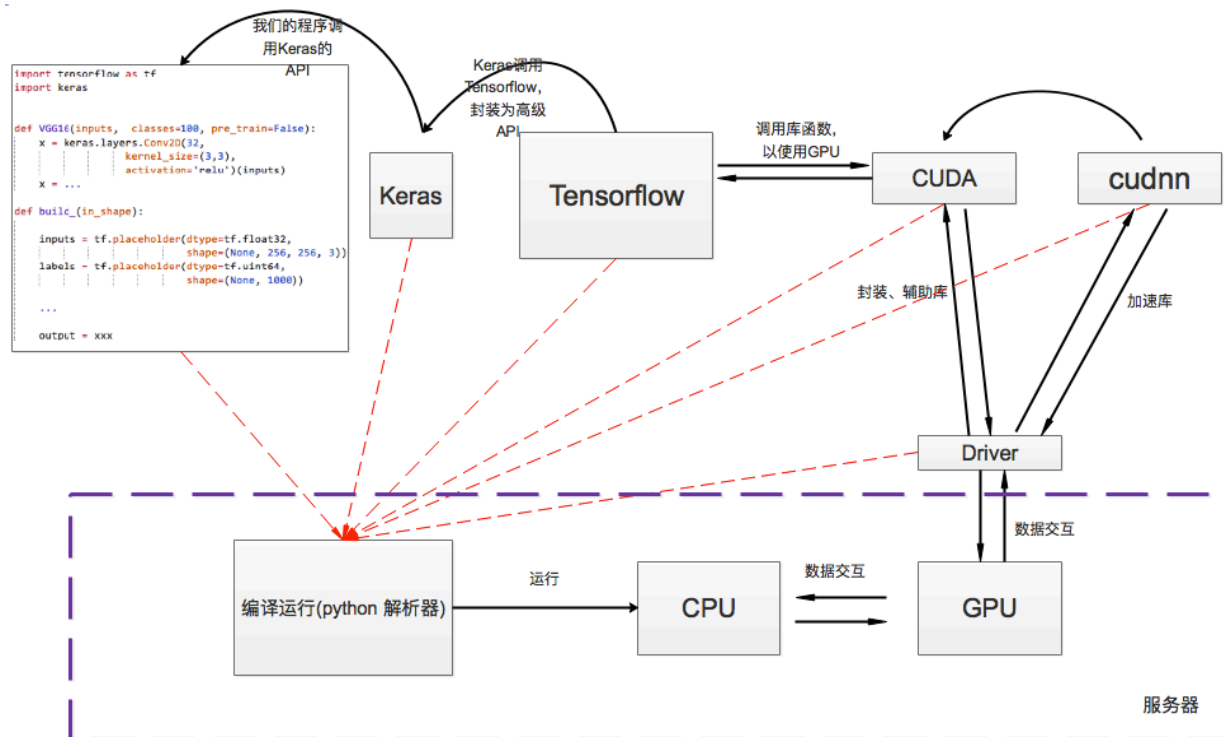 我们的程序调
用Keras的
API
Keras调用
Tensorflow,
封装为高级
API
import tensorflow as tf
import keras
def VGG16(inputs, classes=100, pre_train=False):
x = keras.layers.Conv2D(32,
kernel_size=(3,3),
activation='relu')(inputs)
x = ...
def builc_(in_shape):
inputs = tf.placeholder(dtype=tf.float32,
shape=(None, 256, 256, 3))
labels = tf.placeholder(dtype=tf.uint64,
shape=(None, 1000))
...
output = xxx
Keras
Tensorflow
调用库函数,
以使用GPU
CUDA
cudnn
封装、辅助库
加速库
Driver
数据交互
编译运行(python 解析器)
运行
CPU
数据交互
GPU
服务器